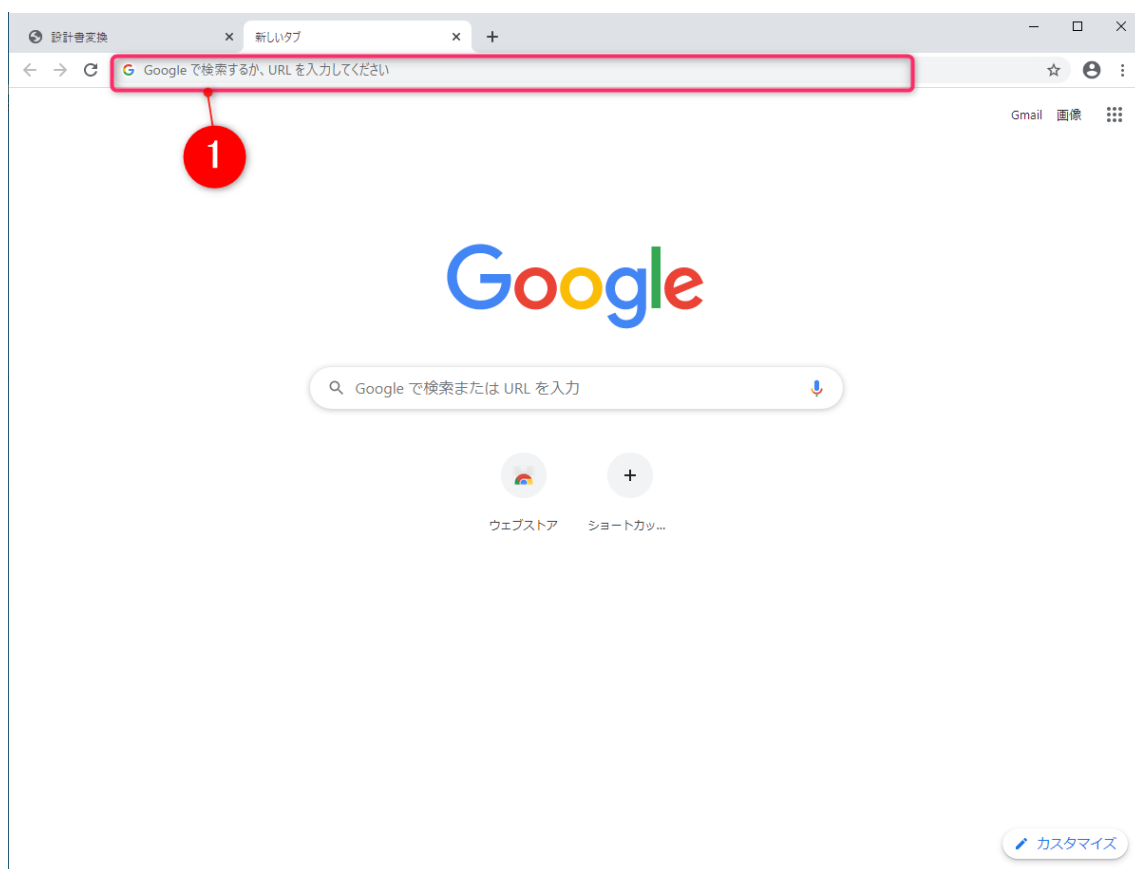 設計書変換
新しいタブ
Google で検索するか、URL を入力してください
1
Gmail 画像
Google
Google で検索または URL を入力
ウェブストア
ショートカッ...
カスタマイズ